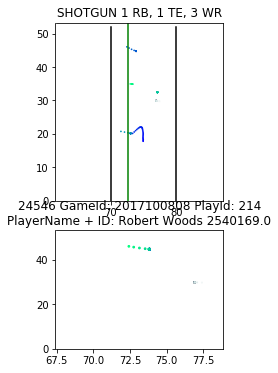 SHOTGUN 1 RB, 1 TE, 3 WR
50
40
30
20
10
0
70 80
24546 GameId: 2017100808 PlayId: 214
PlayerName + ID: Robert Woods 2540169.0
40
20
0
67.5 70.0 72.5 75.0 77.5